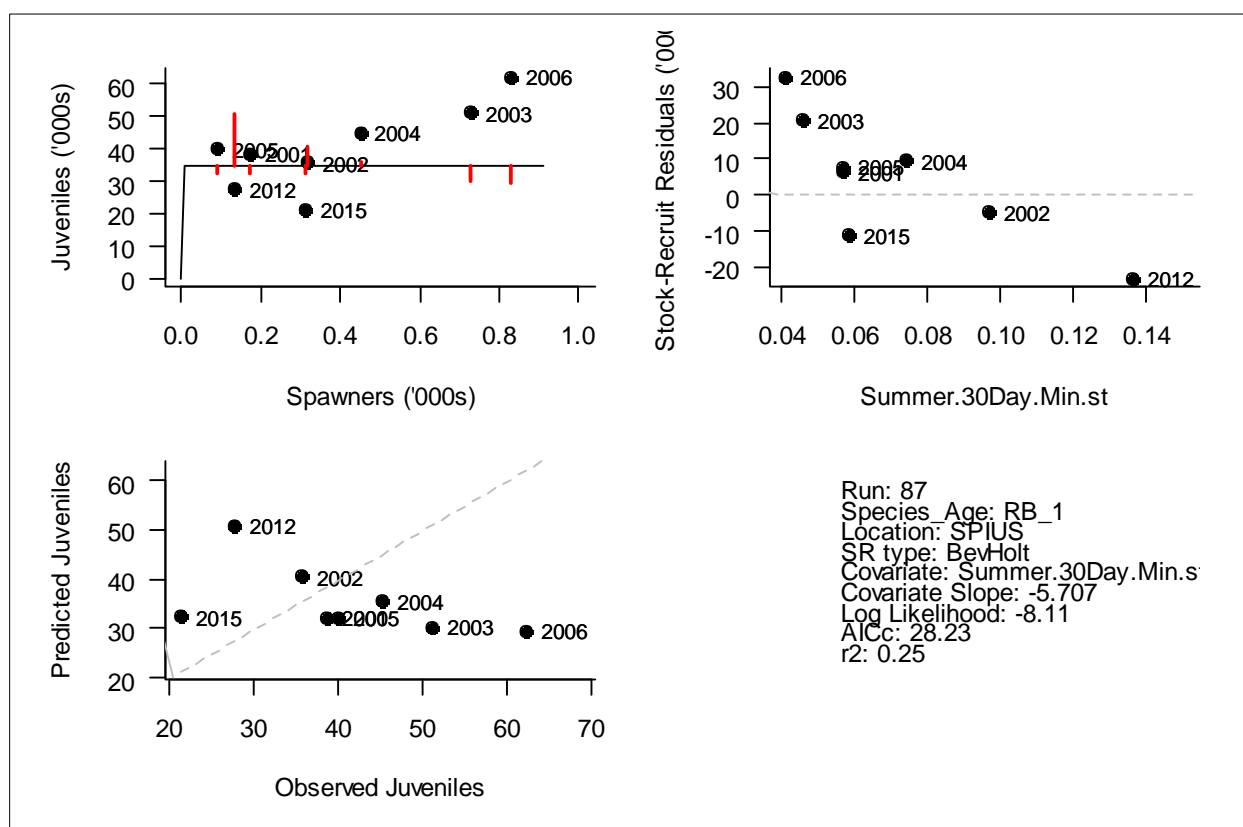 Juveniles ('000s)
60
50
40
30
20
10
0
2006
2003
2004
2005
2001
2002
2012
2015
0.0 0.2 0.4 0.6 0.8 1.0
Spawners ('000s)
Stock-Recruit Residuals ('000
30
20
10
0
-10
-20
2006
2003
2004
2005
2001
2002
2015
2012
0.04 0.06 0.08 0.10 0.12 0.14
Summer.30Day.Min.st
Predicted Juveniles
60
50
40
30
20
2012
2002
2004
2001
2005
2015
2003
2006
20 30 40 50 60 70
Observed Juveniles
Run: 87
Species_Age: RB_1
Location: SPIUS
SR type: BevHolt
Covariate: Summer.30Day.Min.st
Covariate Slope: -5.707
Log Likelihood: -8.11
AICc: 28.23
r2: 0.25